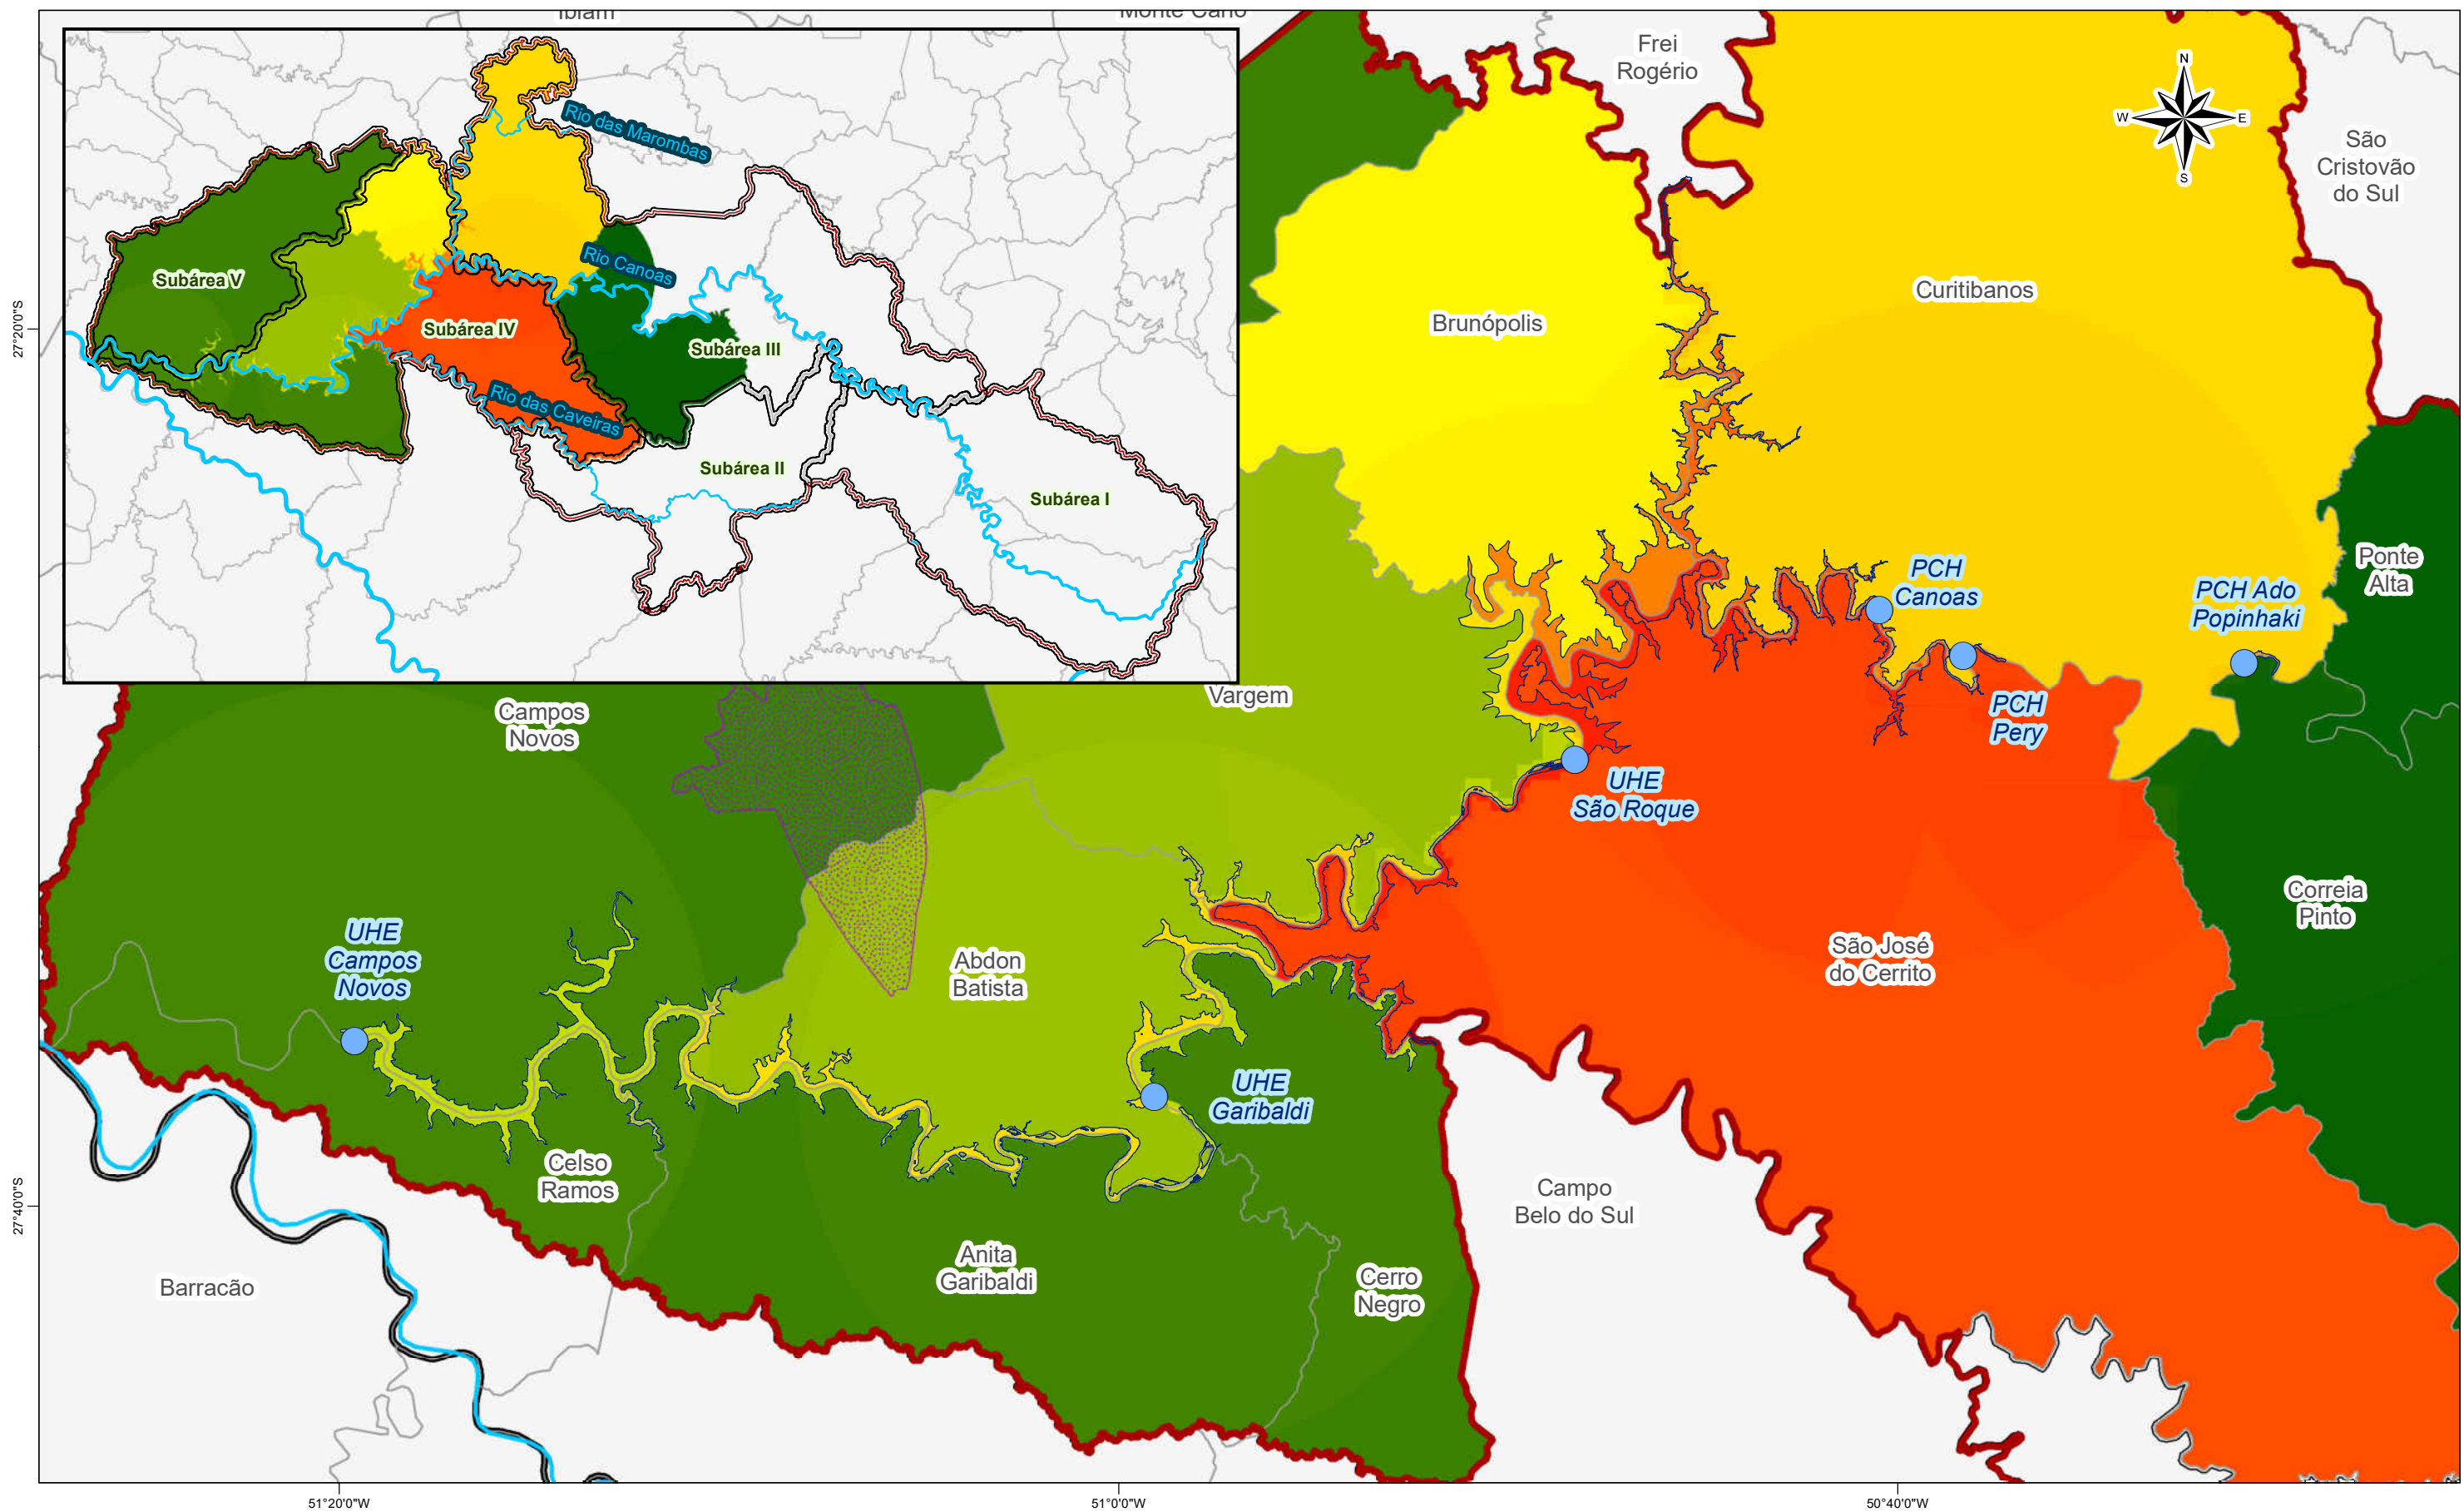 Ibiam
Monte Carlo
Frei
Rogério
N
W
E
S
São
Cristovão
do Sul
Rio das Marombas
Rio Canoas
Subárea V
Subárea IV
Subárea III
Rio das Caveiras
Subárea II
Subárea I
Curitibanos
Brunópolis
27°20'0"S
PCH
Canoas
PCH Ado
Popinhaki
Ponte
Alta
PCH
Pery
Vargem
Campos
Novos
UHE
São Roque
Correia
Pinto
UHE
Campos
Novos
Abdon
Batista
São José
do Cerrito
UHE
Garibaldi
Celso
Ramos
Campo
Belo do Sul
27°40'0"S
Anita
Garibaldi
Cerro
Negro
Barracão
51°20'0"W
51°0'0"W
50°40'0"W